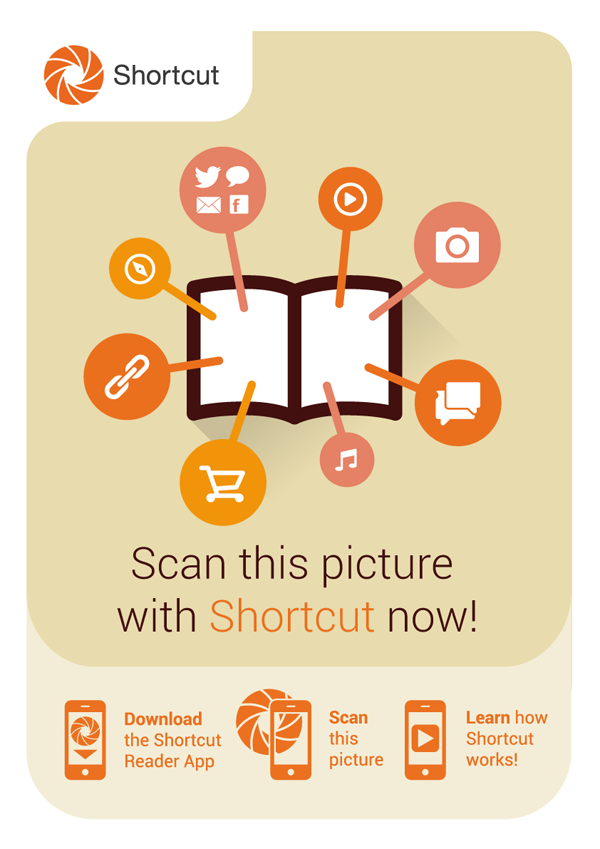 Shortcut
Scan this picture
with Shortcut now!
Download
the Shortcut
Reader App
Scan
this
picture
Learn how
Shortcut
works!